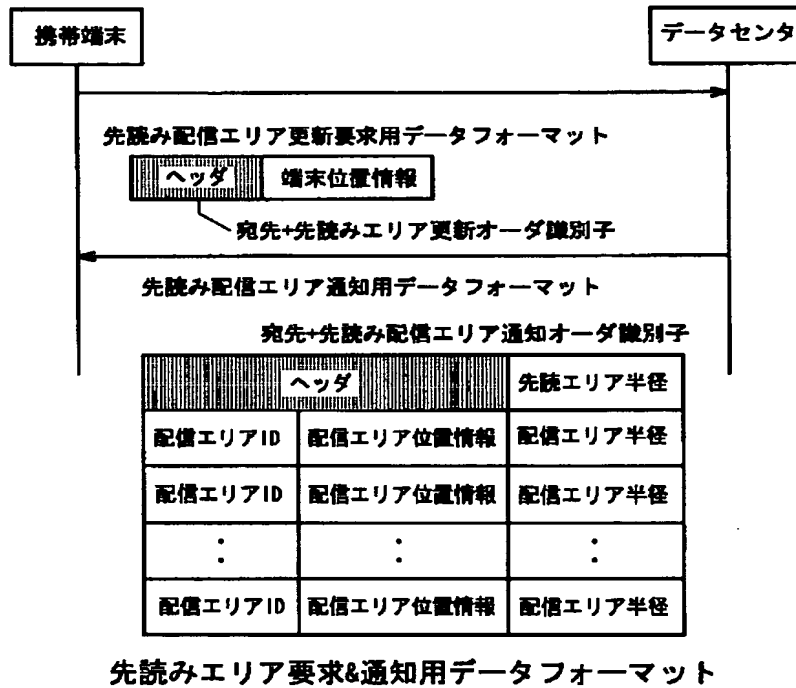 携帯端末 データセンタ
先読み配信エリア更新要求用データフォーマット
ヘッダ 端末位置情報
宛先+先読みエリア更新オーダ識別子
先読み配信エリア通知用データフォーマット
宛先+先読み配信エリア通知オーダ識別子
ヘッダ 先読エリア半径
配信エリアID 配信エリア位置情報 配信エリア半径
配信エリアID 配信エリア位置情報 配信エリア半径
: : :
配信エリアID 配信エリア位置情報 配信エリア半径
先読みエリア要求&通知用データフォーマット